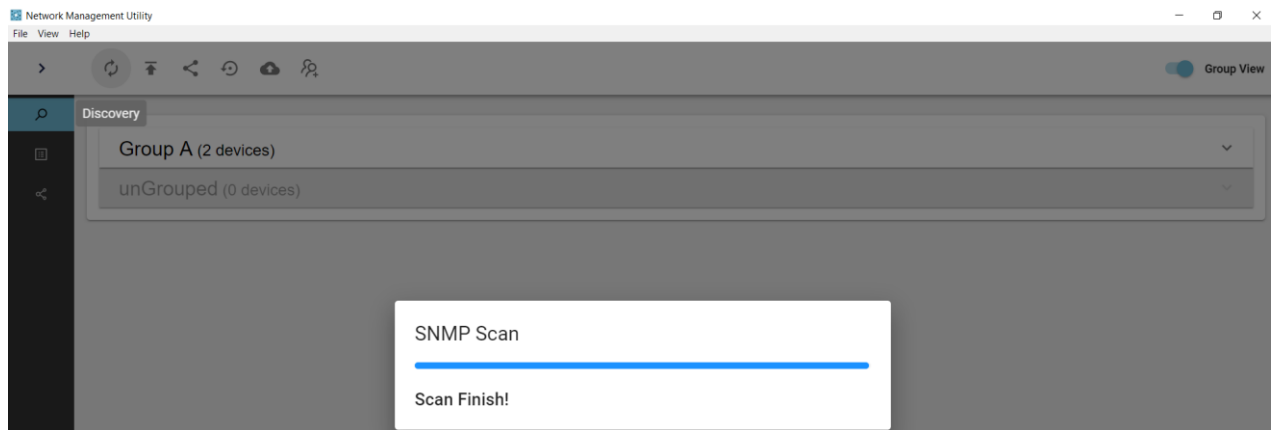 Network Management Utility
File View Help
Group View
Discovery
Group A (2 devices)
unGrouped (0 devices)
SNMP Scan
Scan Finish!